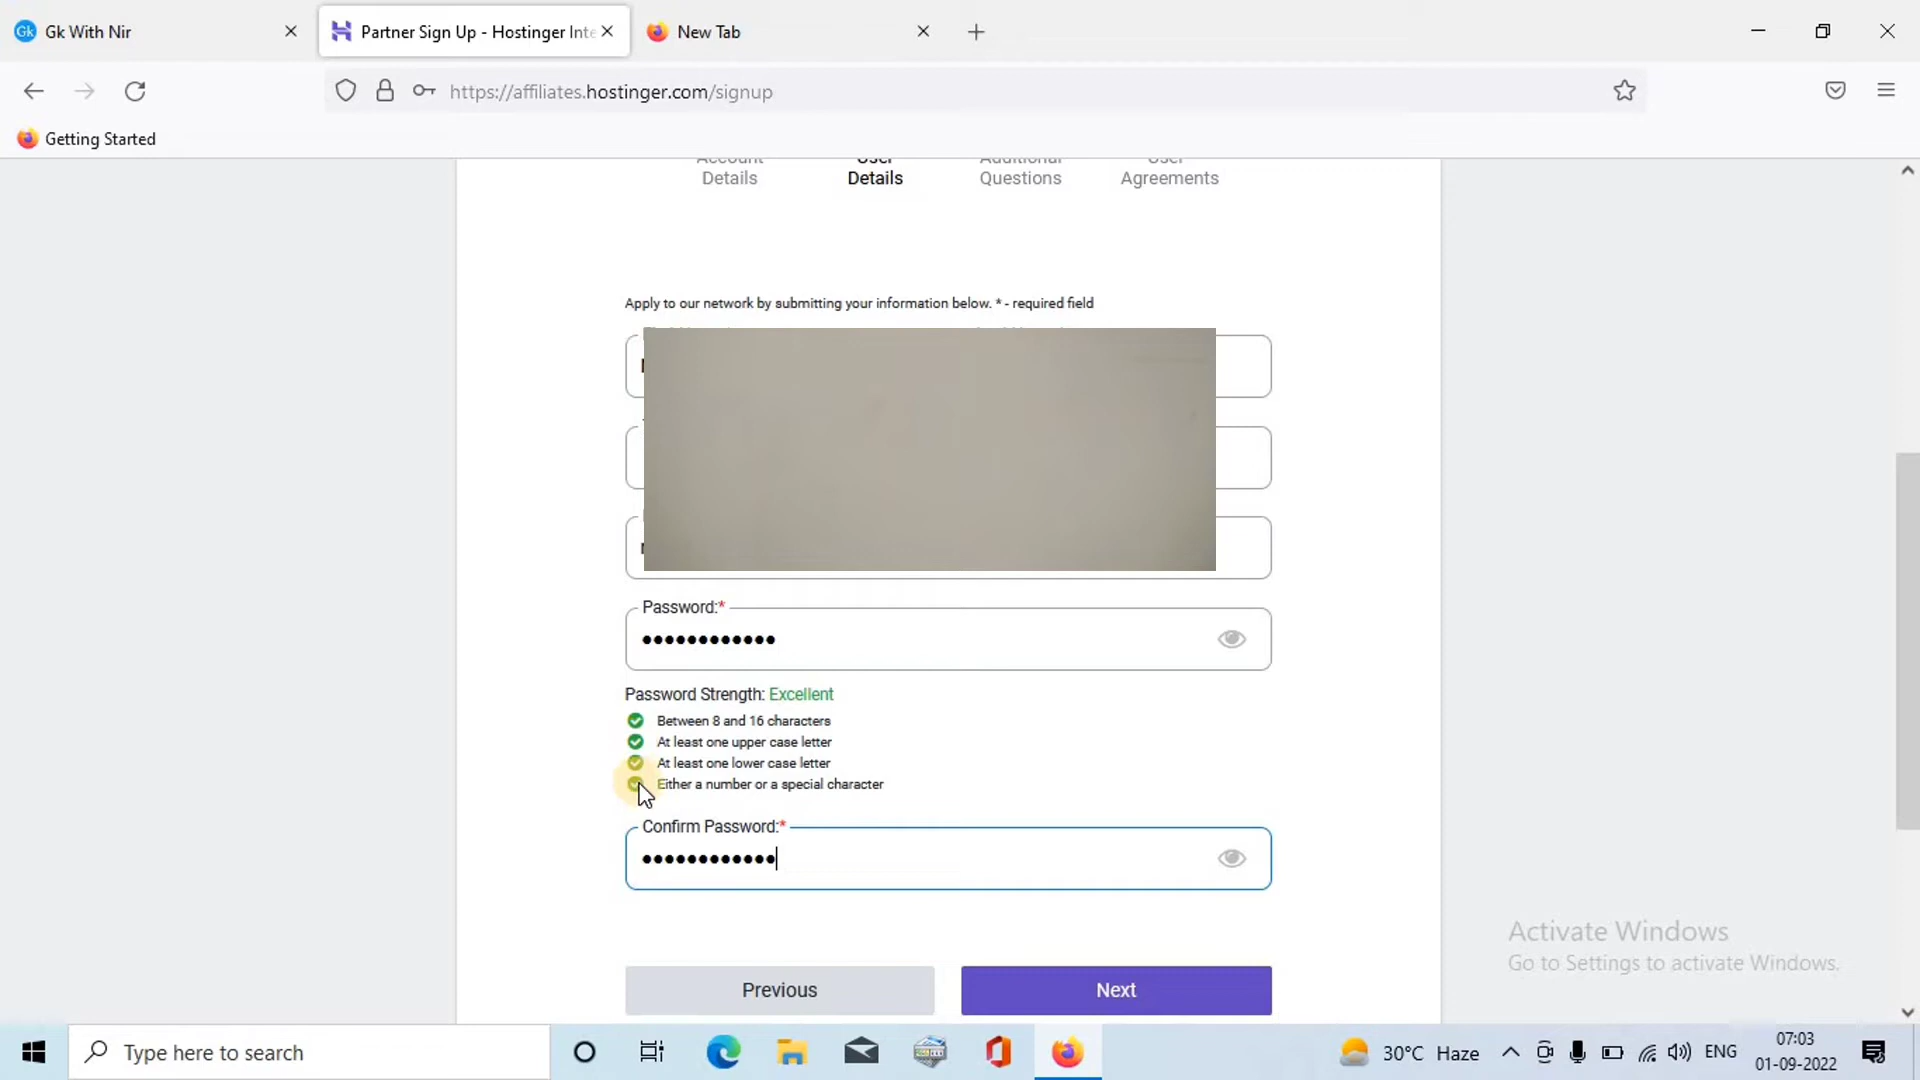 Gk With Nir
Partner Sign Up - Hostinger Inte
New Tab
https://affiliates.hostinger.com/signup
Getting Started
Account Details
User Details
Additional Questions
User Agreements
Apply to our network by submitting your information below. * - required field
Password:*
••••••••••••
Password Strength: Excellent
Between 8 and 16 characters
At least one upper case letter
At least one lower case letter
Either a number or a special character
Confirm Password:*
••••••••••••
Previous
Next
Activate Windows
Go to Settings to activate Windows.
Type here to search
30°C Haze
ENG
07:03
01-09-2022